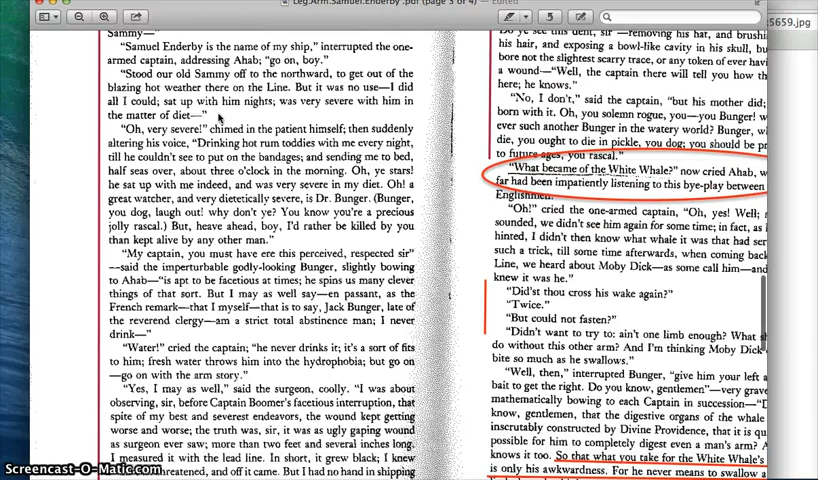 Leg.Arm.Samuel.Enderby .pdf (page 3 of 4) — Edited
5659.jpg
Sammy—"
"Samuel Enderby is the name of my ship," interrupted the one-
armed captain, addressing Ahab; "go on, boy."
"Stood our old Sammy off to the northward, to get out of the
blazing hot weather there on the Line. But it was no use—I did
all I could; sat up with him nights; was very severe with him in
the matter of diet—"
"Oh, very severe!" chimed in the patient himself; then suddenly
altering his voice, "Drinking hot rum toddies with me every night,
till he couldn't see to put on the bandages; and sending me to bed,
half seas over, about three o'clock in the morning. Oh, ye stars!
he sat up with me indeed, and was very severe in my diet. Oh! a
great watcher, and very dietetically severe, is Dr. Bunger. (Bunger,
you dog, laugh out! why don't ye? You know you're a precious
jolly rascal.) But, heave ahead, boy, I'd rather be killed by you
than kept alive by any other man."
"My captain, you must have ere this perceived, respected sir"
—said the imperturbable godly-looking Bunger, slightly bowing
to Ahab—"is apt to be facetious at times; he spins us many clever
things of that sort. But I may as well say—en passant, as the
French remark—that I myself—that is to say, Jack Bunger, late of
the reverend clergy—am a strict total abstinence man; I never
drink—"
"Water!" cried the captain; "he never drinks it; it's a sort of fits
to him; fresh water throws him into the hydrophobia; but go on
—go on with the arm story."
"Yes, I may as well," said the surgeon, coolly. "I was about
observing, sir, before Captain Boomer's facetious interruption, that
spite of my best and severest endeavors, the wound kept getting
worse and worse; the truth was, sir, it was as ugly gaping wound
as surgeon ever saw; more than two feet and several inches long.
I measured it with the lead line. In short, it grew black; I knew
threatened, and off it came. But I had no hand in shipping
Do ye see this dent, sir"—removing his hat, and brushi
his hair, and exposing a bowl-like cavity in his skull, bu
bore not the slightest scarry trace, or any token of ever havi
a wound—"Well, the captain there will tell you how th
here; he knows."
"No, I don't," said the captain, "but his mother did;
born with it. Oh, you solemn rogue, you—you Bunger! w
ever such another Bunger in the watery world? Bunger, wh
die, you ought to die in pickle, you dog; you should be pr
to future ages, you rascal."
"What became of the White Whale?" now cried Ahab, w
far had been impatiently listening to this bye-play between
Englishmen.
"Oh!" cried the one-armed captain, "Oh, yes! Well;
sounded, we didn't see him again for some time; in fact, as
hinted, I didn't then know what whale it was that had ser
such a trick, till some time afterwards, when coming back
Line, we heard about Moby Dick—as some call him—and
knew it was he."
"Did'st thou cross his wake again?"
"Twice."
"But could not fasten?"
"Didn't want to try to: ain't one limb enough? What s
do without this other arm? And I'm thinking Moby Dick
bite so much as he swallows."
"Well, then," interrupted Bunger, "give him your left a
bait to get the right. Do you know, gentlemen"—very grave
mathematically bowing to each Captain in succession—"D
know, gentlemen, that the digestive organs of the whale
inscrutably constructed by Divine Providence, that it is qu
possible for him to completely digest even a man's arm? A
knows it too. So that what you take for the White Whale's
is only his awkwardness. For he never means to swallow a
Screencast-O-Matic.com